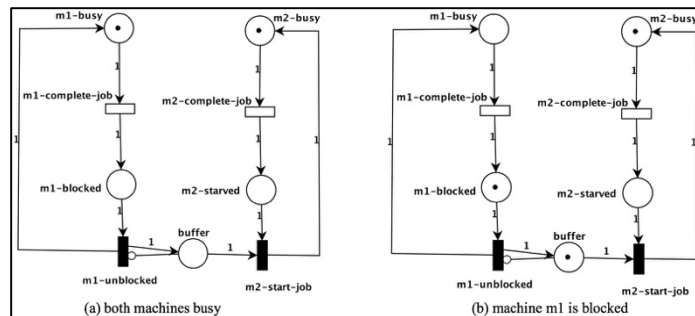 m1-busy
m2-busy
1
1
m1-complete-job
m2-complete-job
1
1
1
1
m1-blocked
m2-starved
1
1
buffer
1
1
m1-unblocked
m2-start-job
(a) both machines busy
m1-busy
m2-busy
1
1
m1-complete-job
m2-complete-job
1
1
1
1
m1-blocked
m2-starved
1
1
buffer
1
1
m1-unblocked
m2-start-job
(b) machine m1 is blocked